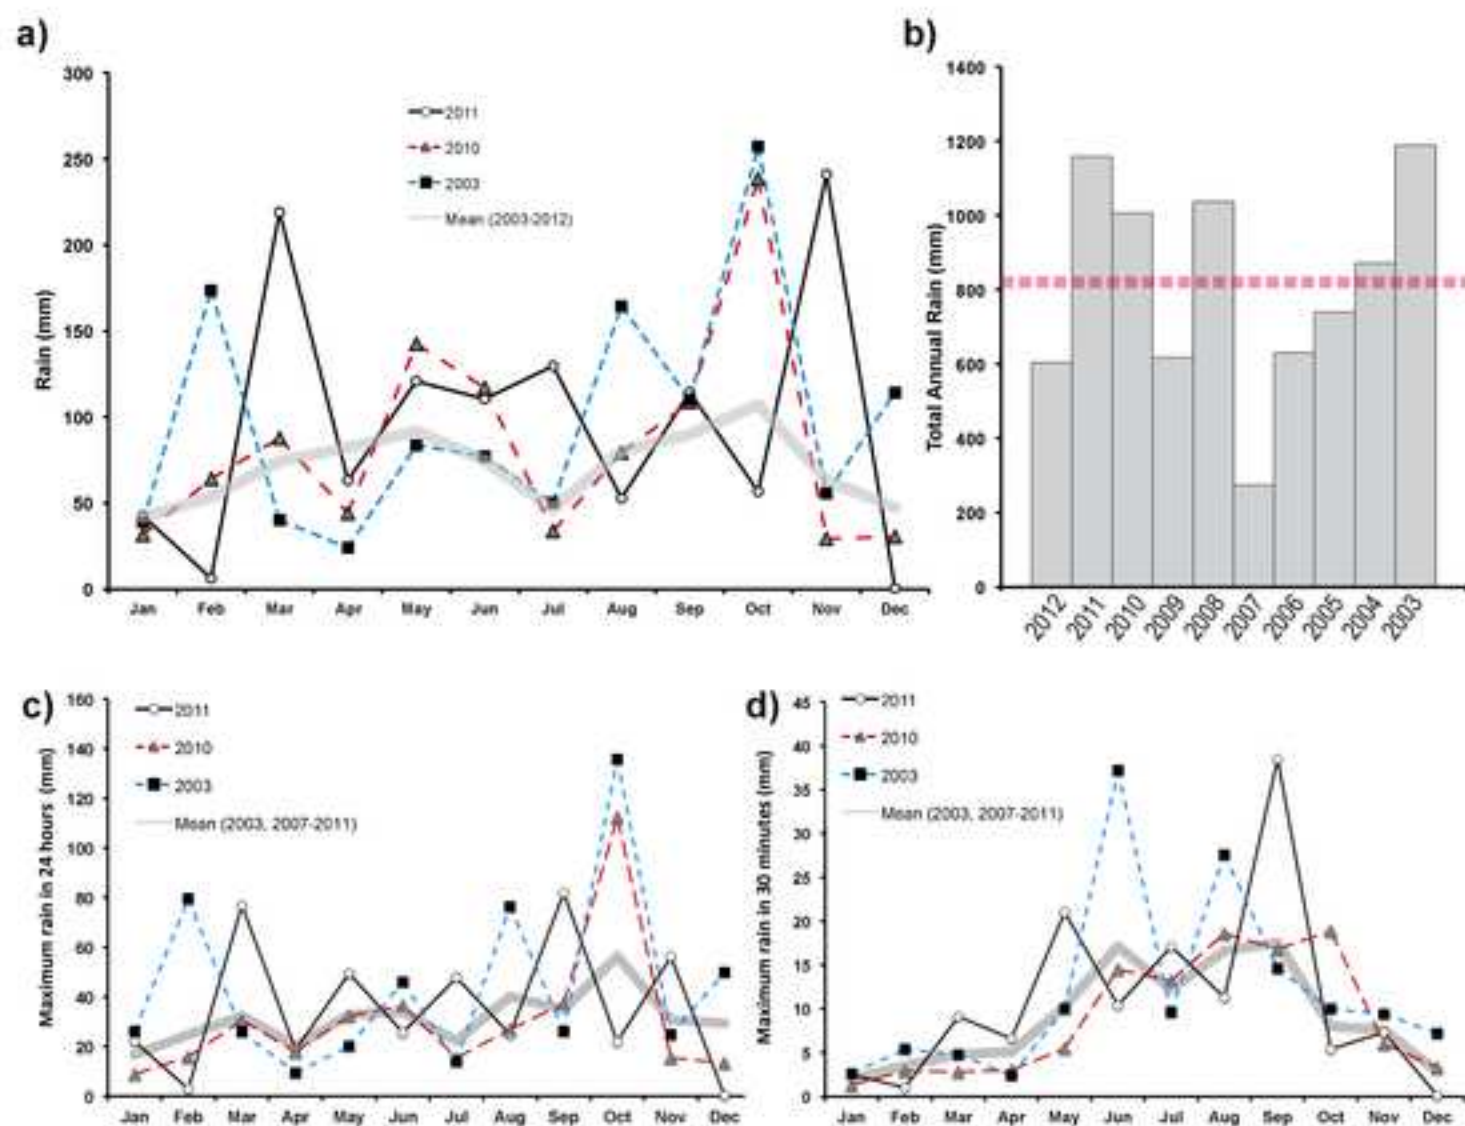 a)
300
250
200
150
100
50
0
Rain (mm)
2011
2010
2003
Mean (2003-2012)
Jan Feb Mar Apr May Jun Jul Aug Sep Oct Nov Dec
b)
1400
1200
1000
800
600
400
200
0
Total Annual Rain (mm)
2012 2011 2010 2009 2008 2007 2006 2005 2004 2003
c)
160
140
120
100
80
60
40
20
0
Maximum rain in 24 hours (mm)
2011
2010
2003
Mean (2003, 2007-2011)
Jan Feb Mar Apr May Jun Jul Aug Sep Oct Nov Dec
d)
45
40
35
30
25
20
15
10
5
0
Maximum rain in 30 minutes (mm)
2011
2010
2003
Mean (2003, 2007-2011)
Jan Feb Mar Apr May Jun Jul Aug Sep Oct Nov Dec